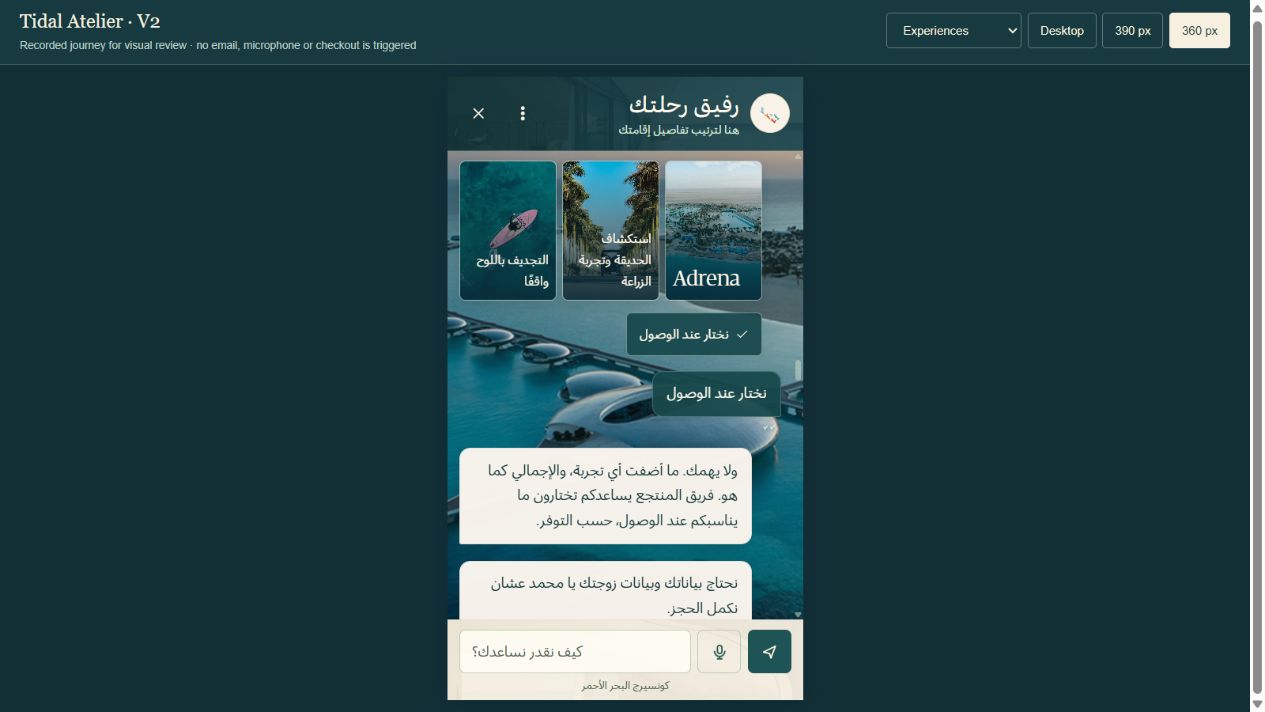 Tidal Atelier · V2
Recorded journey for visual review · no email, microphone or checkout is triggered
Experiences
Desktop
390 px
360 px
رفيق رحلتك
هنا لترتيب تفاصيل إقامتك
Adrena
استكشاف
الحديقة وتجربة
الزراعة
التجديف باللوح
واقفًا
نختار عند الوصول
نختار عند الوصول
ولا يهمك. ما أضفت أي تجربة، والإجمالي كما
هو. فريق المنتجع يساعدكم تختارون ما
يناسبكم عند الوصول، حسب التوفر.
نحتاج بياناتك وبيانات زوجتك يا محمد عشان
نكمل الحجز.
كيف نقدر نساعدك؟
كونسيرج البحر الأحمر